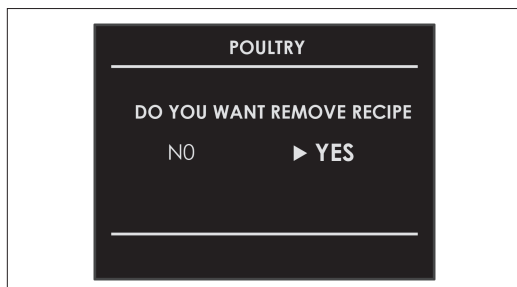 POULTRY
DO YOU WANT REMOVE RECIPE
N0 ▶ YES